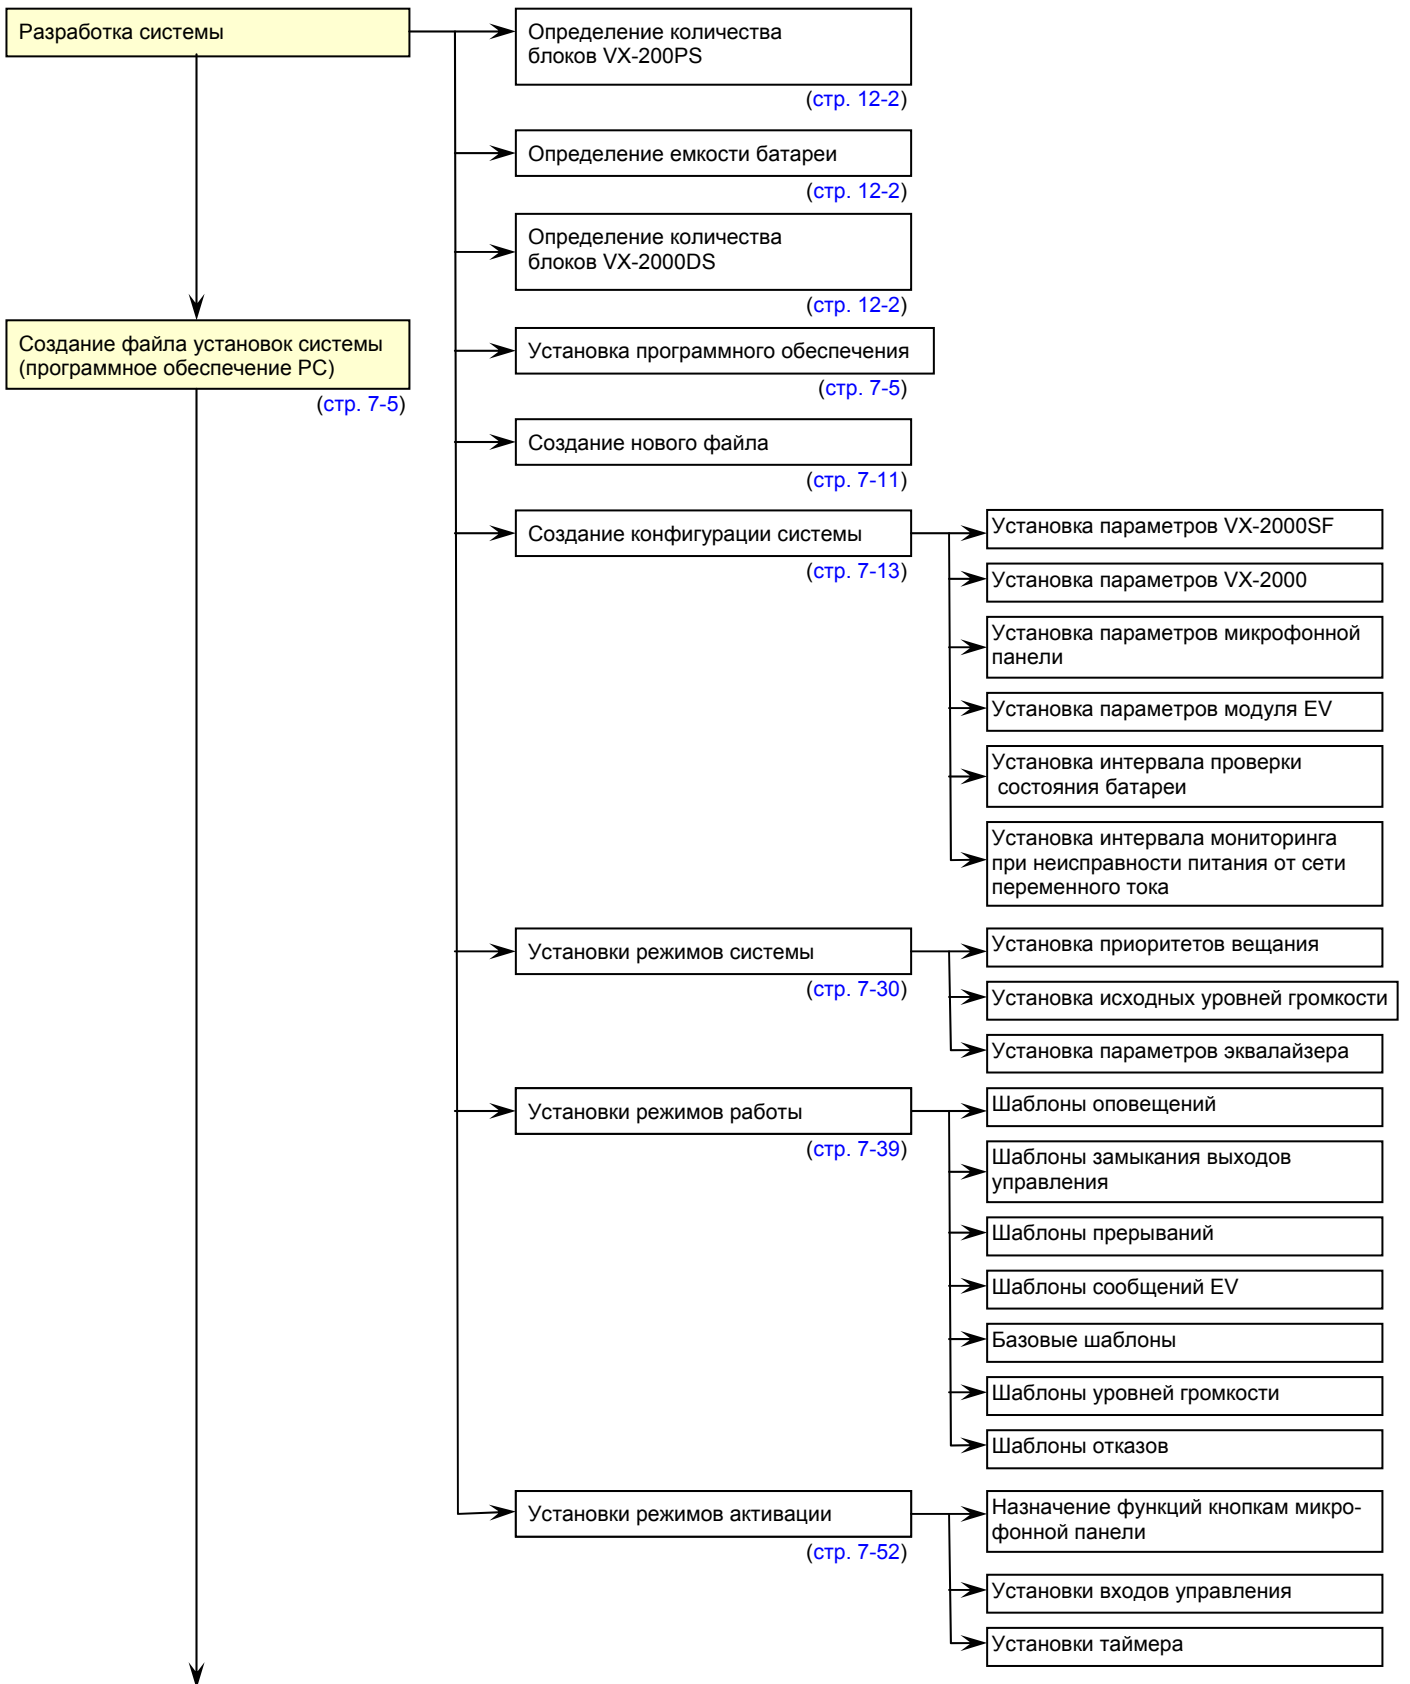 Разработка системы
Определение количества
блоков VX-200PS
(стр. 12-2)
Определение емкости батареи
(стр. 12-2)
Определение количества
блоков VX-2000DS
(стр. 12-2)
Создание файла установок системы
(программное обеспечение PC)
(стр. 7-5)
Установка программного обеспечения
(стр. 7-5)
Создание нового файла
(стр. 7-11)
Создание конфигурации системы
(стр. 7-13)
Установка параметров VX-2000SF
Установка параметров VX-2000
Установка параметров микрофонной
панели
Установка параметров модуля EV
Установка интервала проверки
состояния батареи
Установка интервала мониторинга
при неисправности питания от сети
переменного тока
Установки режимов системы
(стр. 7-30)
Установка приоритетов вещания
Установка исходных уровней громкости
Установка параметров эквалайзера
Установки режимов работы
(стр. 7-39)
Шаблоны оповещений
Шаблоны замыкания выходов
управления
Шаблоны прерываний
Шаблоны сообщений EV
Базовые шаблоны
Шаблоны уровней громкости
Шаблоны отказов
Установки режимов активации
(стр. 7-52)
Назначение функций кнопкам микро-
фонной панели
Установки входов управления
Установки таймера